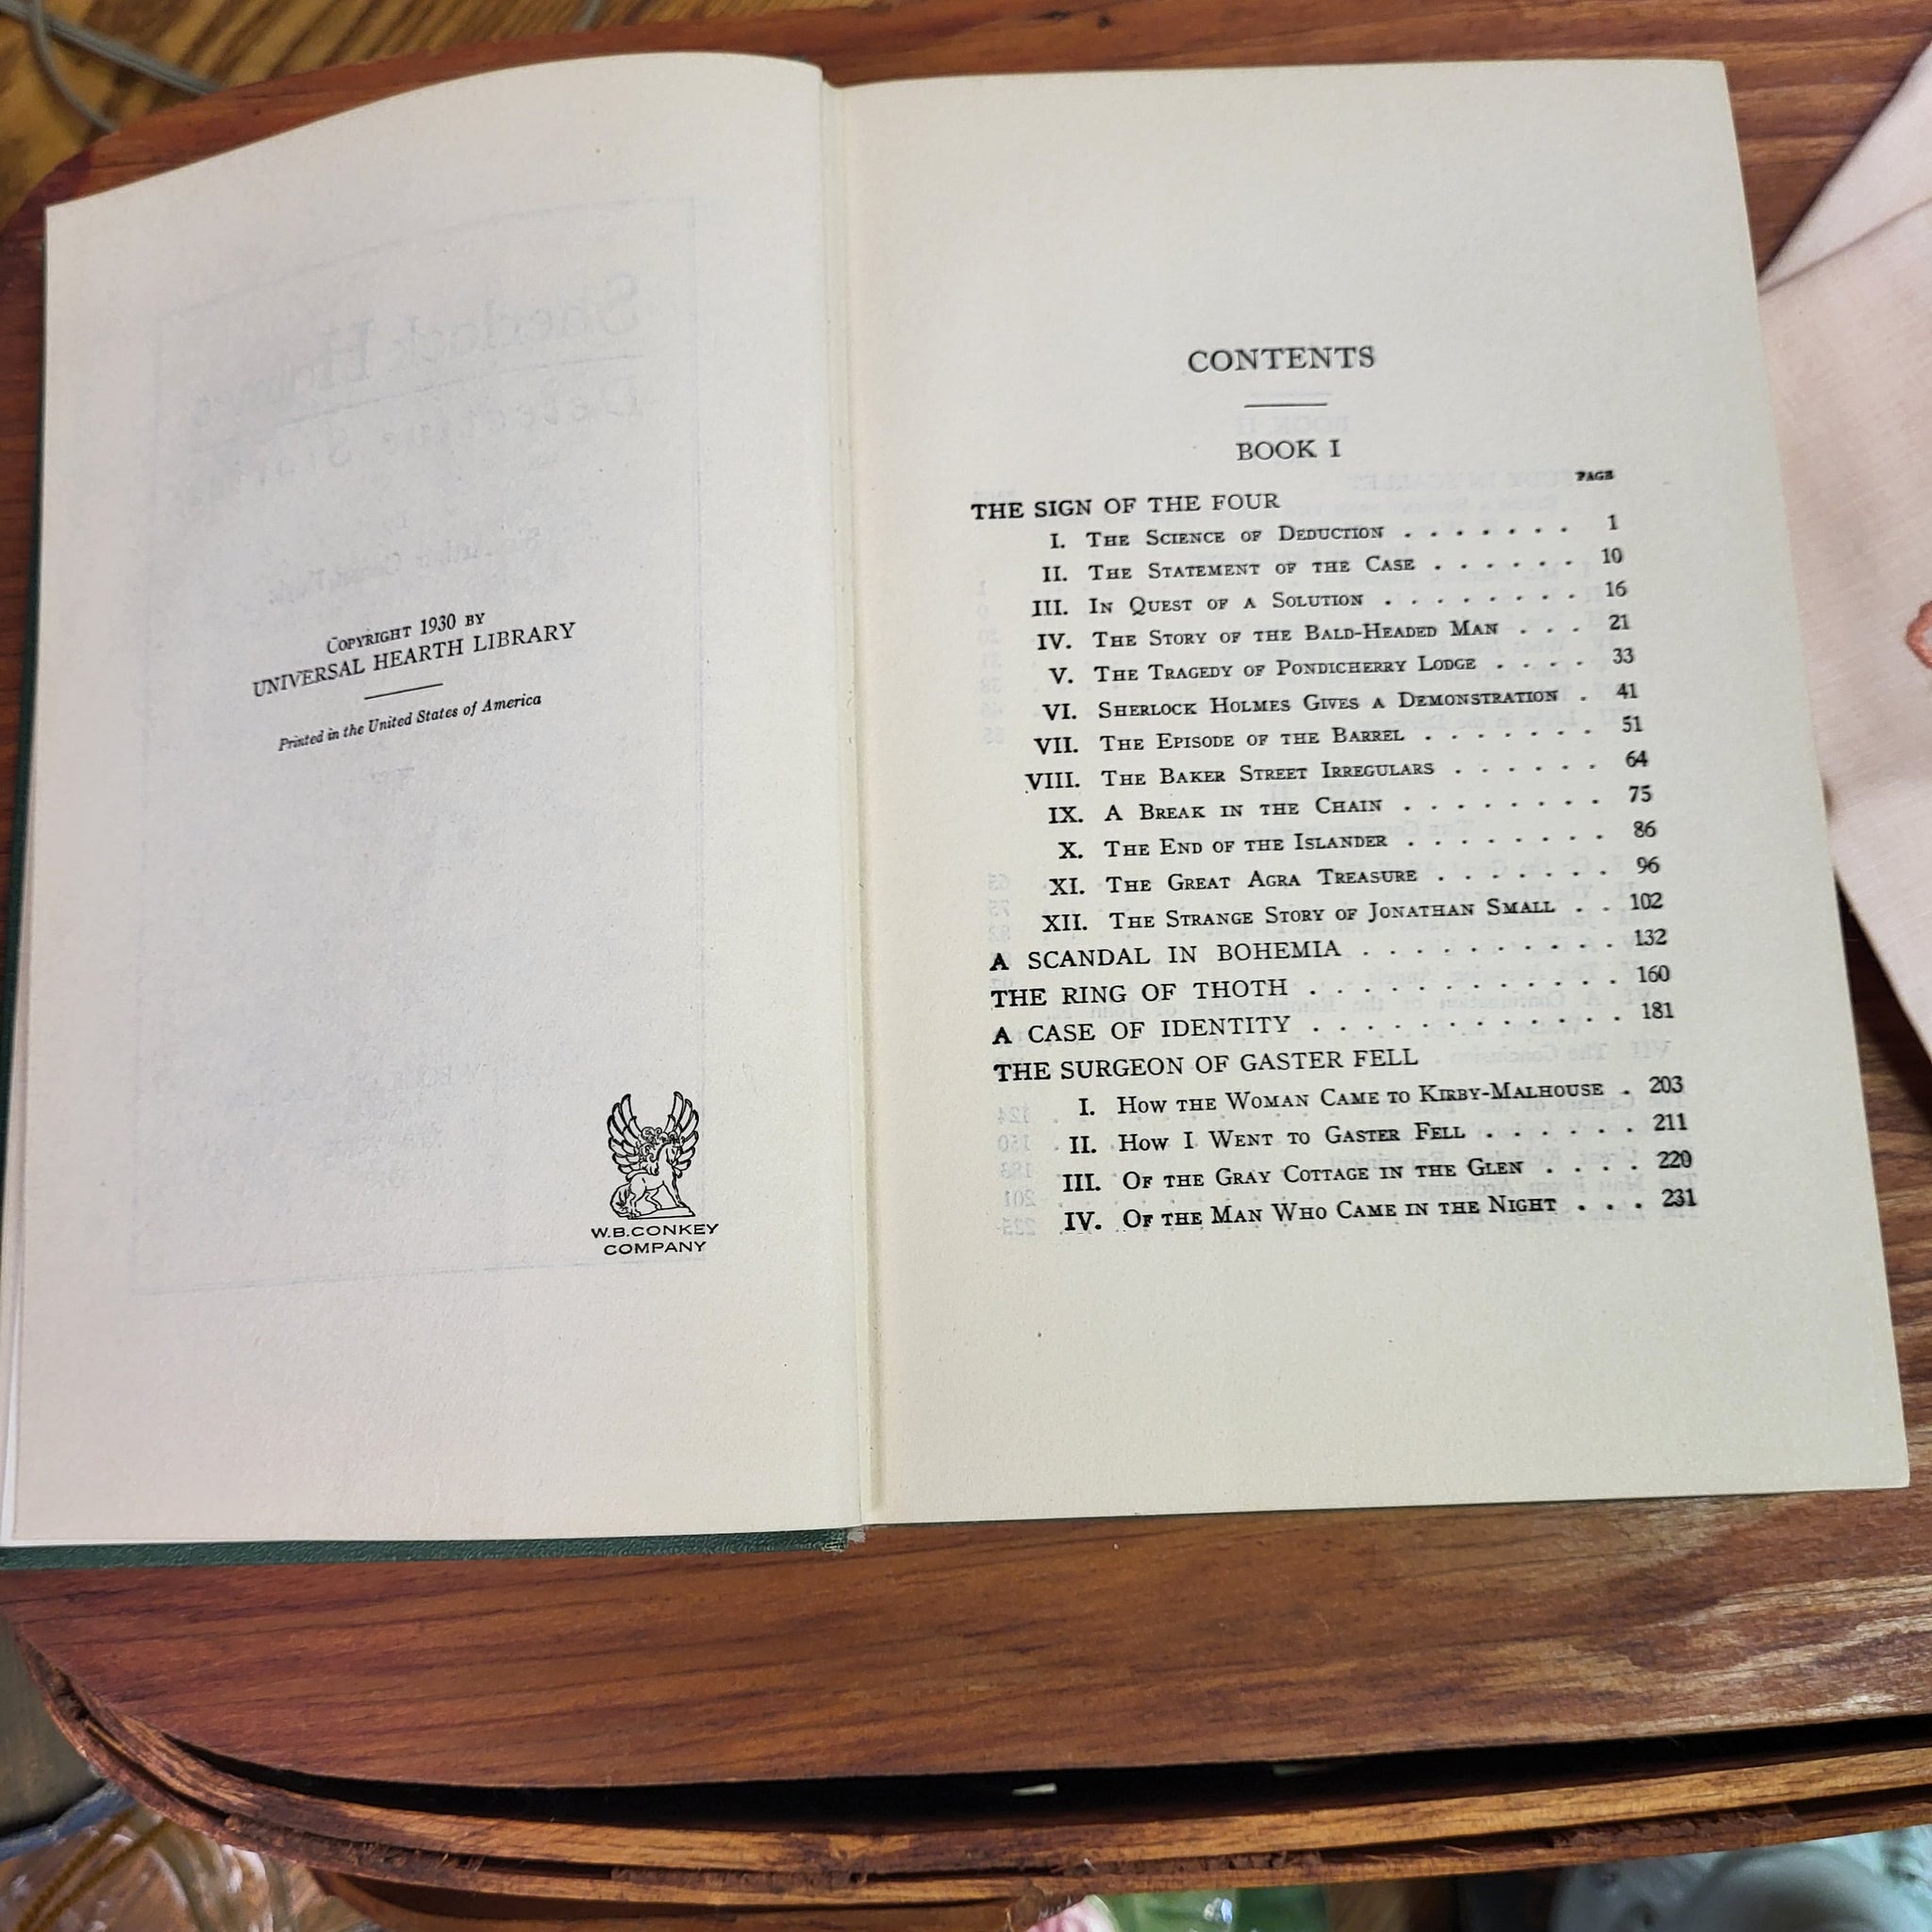 COPYRIGHT 1930 BY
UNIVERSAL HEARTH LIBRARY
Printed in the United States of America
W.B.CONKEY
COMPANY
CONTENTS
BOOK I
PAGE
THE SIGN OF THE FOUR
I. THE SCIENCE OF DEDUCTION . . . . . . . 1
II. THE STATEMENT OF THE CASE . . . . . . 10
III. IN QUEST OF A SOLUTION . . . . . . . . 16
IV. THE STORY OF THE BALD-HEADED MAN . . . 21
V. THE TRAGEDY OF PONDICHERRY LODGE . . . . 33
VI. SHERLOCK HOLMES GIVES A DEMONSTRATION . 41
VII. THE EPISODE OF THE BARREL . . . . . . . 51
VIII. THE BAKER STREET IRREGULARS . . . . . . 64
IX. A BREAK IN THE CHAIN . . . . . . . . 75
X. THE END OF THE ISLANDER . . . . . . . . 86
XI. THE GREAT AGRA TREASURE . . . . . . . 96
XII. THE STRANGE STORY OF JONATHAN SMALL . . 102
A SCANDAL IN BOHEMIA . . . . . . . . . . 132
THE RING OF THOTH . . . . . . . . . . . . 160
A CASE OF IDENTITY . . . . . . . . . . . . 181
THE SURGEON OF GASTER FELL
I. HOW THE WOMAN CAME TO KIRBY-MALHOUSE . 203
II. HOW I WENT TO GASTER FELL . . . . . . 211
III. OF THE GRAY COTTAGE IN THE GLEN . . . . 220
IV. OF THE MAN WHO CAME IN THE NIGHT . . . 231